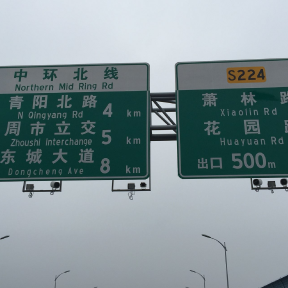 中环北线
Northern Mid Ring Rd
青阳北路 4 km
N Qingyang Rd
周市立交 5 km
Zhoushi Interchange
东城大道 8 km
Dongcheng Ave
S224
萧林路
Xiaolin Rd
花园路
Huayuan Rd
出口 500m